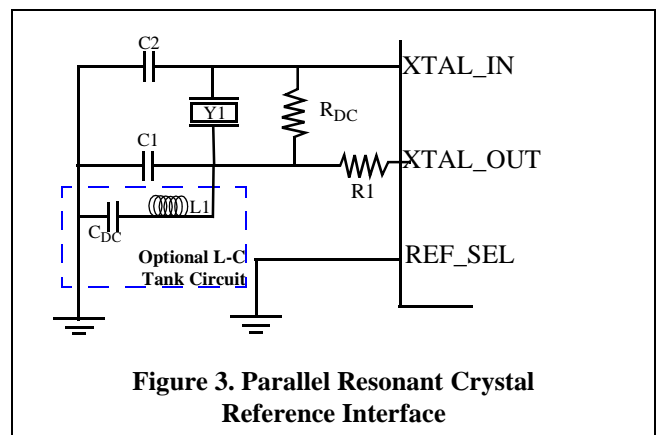 C2
XTAL_IN
Y1
RDC
C1
XTAL_OUT
R1
L1
CDC
Optional L-C
Tank Circuit
REF_SEL
Figure 3. Parallel Resonant Crystal
Reference Interface